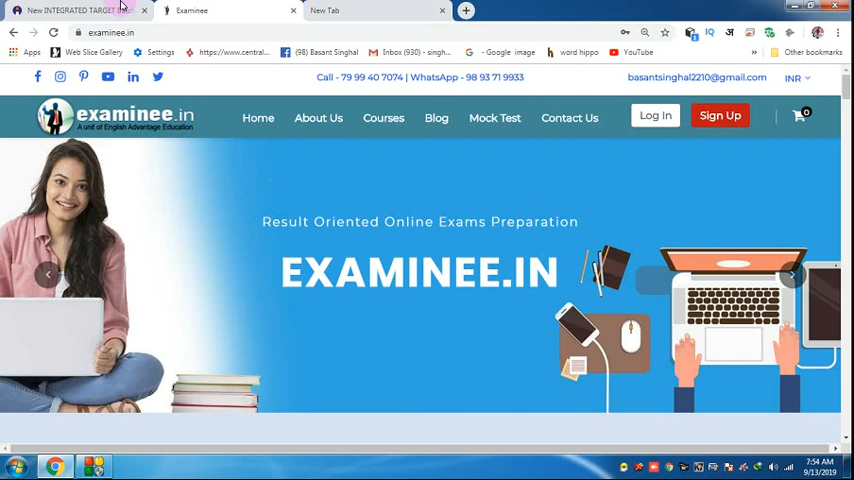 New INTEGRATED TARGET
Examinee
New Tab
examinee.in
Apps
Web Slice Gallery
Settings
https://www.central...
(98) Basant Singhal
Inbox (930) - singh...
- Google image
word hippo
YouTube
Other bookmarks
Call - 79 99 40 7074 | WhatsApp - 98 93 71 9933
basantsinghal2210@gmail.com
INR
examinee.in
A unit of English Advantage Education
Home
About Us
Courses
Blog
Mock Test
Contact Us
Log In
Sign Up
0
Result Oriented Online Exams Preparation
EXAMINEE.IN
7:54 AM
9/13/2019